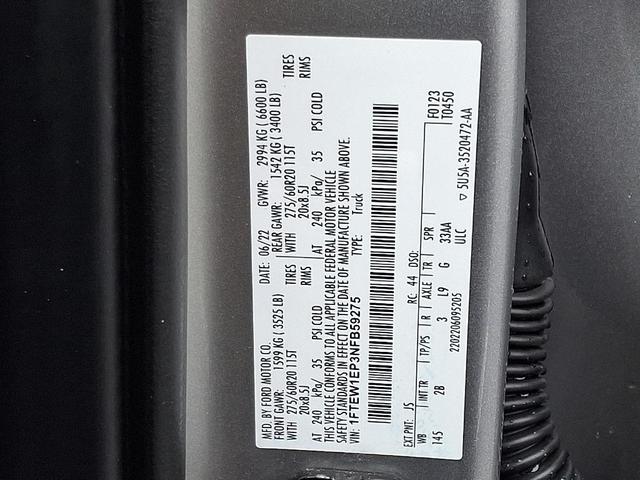 MFD. BY FORD MOTOR CO.
DATE: 06/22 GVWR: 2994 KG ( 6600 LB)
FRONT GAWR: 1599 KG ( 3525 LB) REAR GAWR: 1542 KG ( 3400 LB)
WITH 275/60R20 115T TIRES WITH 275/60R20 115T TIRES
20x8.5J RIMS 20x8.5J RIMS
AT 240 kPa/ 35 PSI COLD AT 240 kPa/ 35 PSI COLD
THIS VEHICLE CONFORMS TO ALL APPLICABLE FEDERAL MOTOR VEHICLE
SAFETY STANDARDS IN EFFECT ON THE DATE OF MANUFACTURE SHOWN ABOVE.
VIN: 1FTEW1EP3NFB59275 TYPE: Truck
F0123
T0450
EXT PNT: JS RC: 44 DSO:
WB INT TR TP/PS R AXLE TR SPR
145 2B 3 L9 G 33AA
2202206095205 ULC
▽ 5U5A-3520472-AA